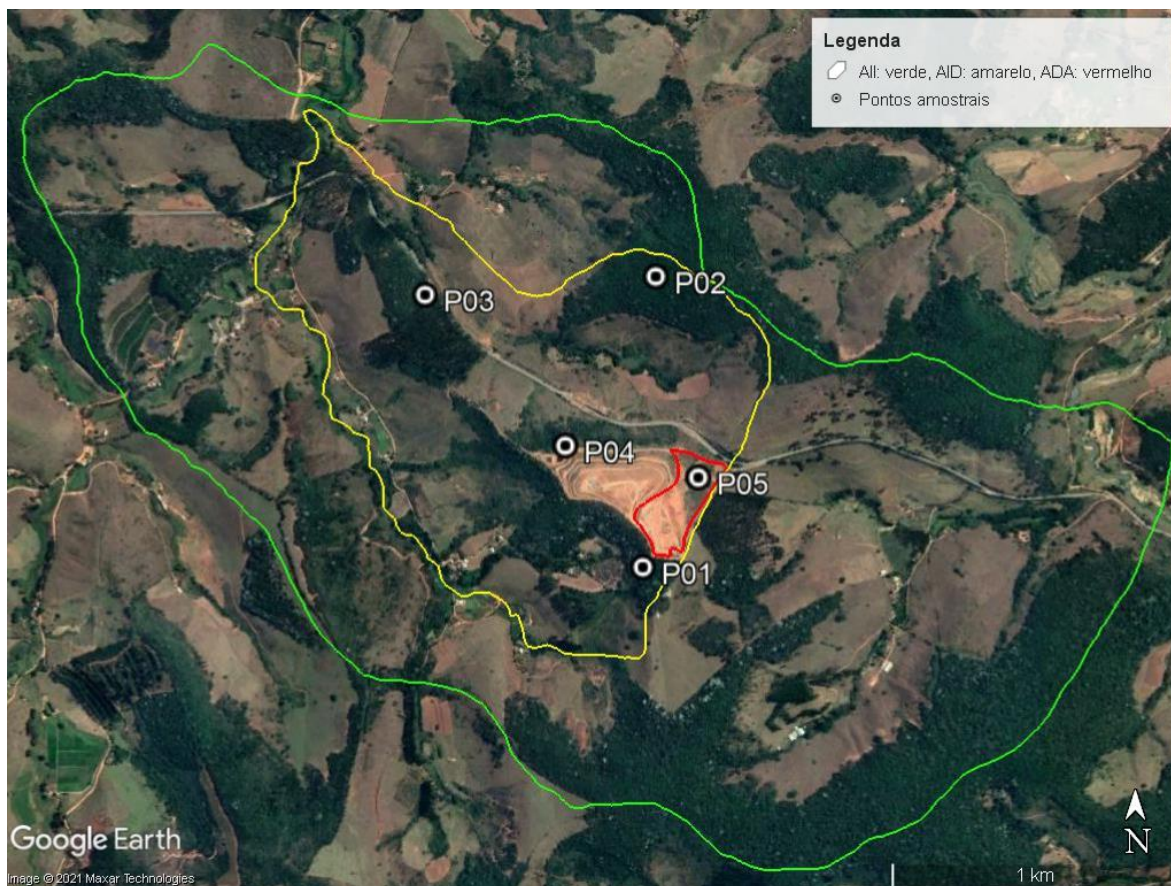 Legenda
AII: verde, AID: amarelo, ADA: vermelho
Pontos amostrais
P02
P03
P04
P05
P01
N
Google Earth
Image © 2021 Maxar Technologies
1 km